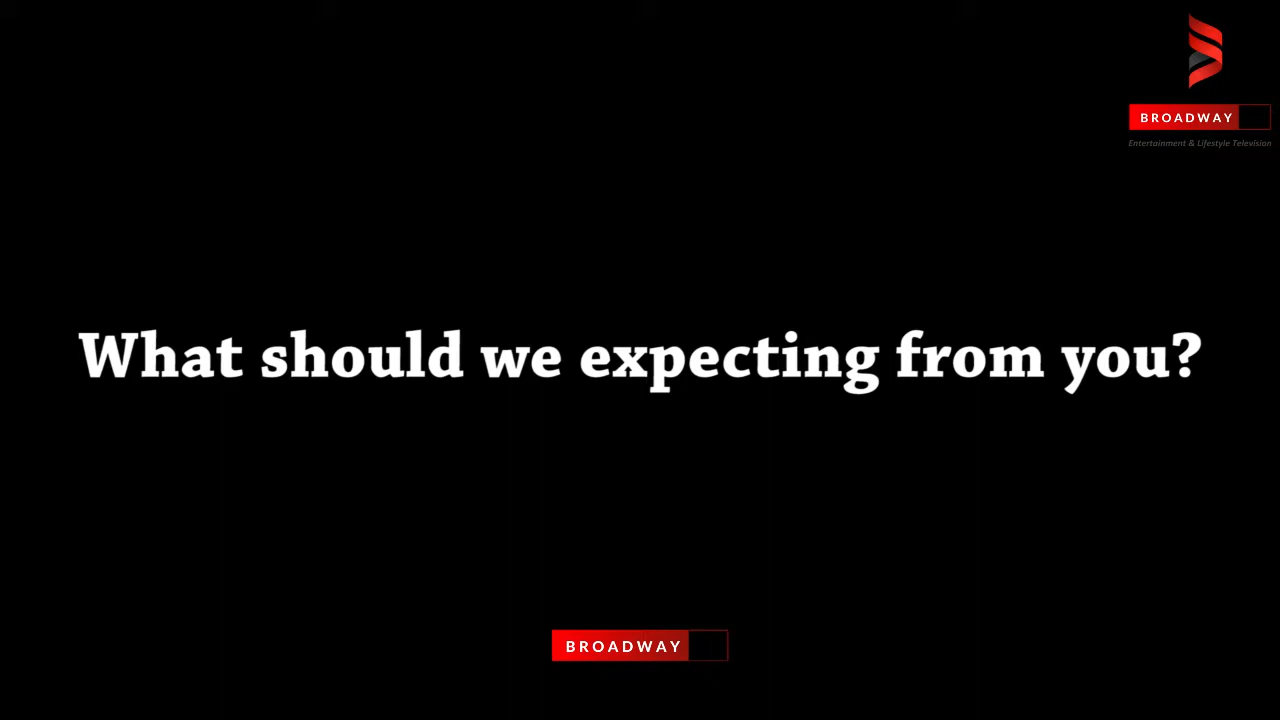 BROADWAY
Entertainment & Lifestyle Television
What should we expecting from you?
BROADWAY